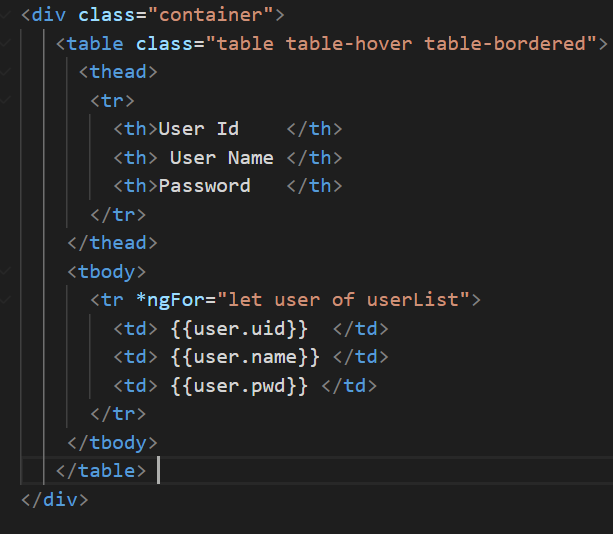 <div class="container">
<table class="table table-hover table-bordered">
<thead>
<tr>
<th>User Id    </th>
<th> User Name </th>
<th>Password   </th>
</tr>
</thead>
<tbody>
<tr *ngFor="let user of userList">
<td> {{user.uid}}  </td>
<td> {{user.name}} </td>
<td> {{user.pwd}} </td>
</tr>
</tbody>
</table>
</div>